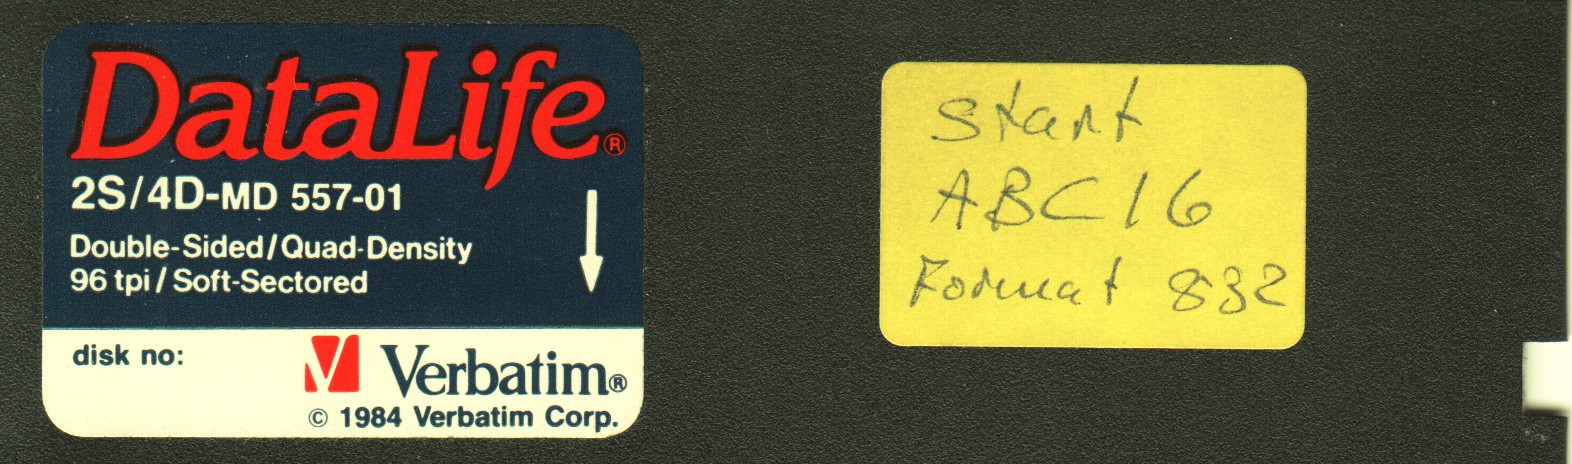 DataLife®
2S/4D-MD 557-01
Double-Sided/Quad-Density
96 tpi/Soft-Sectored
disk no:
Verbatim®
© 1984 Verbatim Corp.
Start
ABC16
Format 832